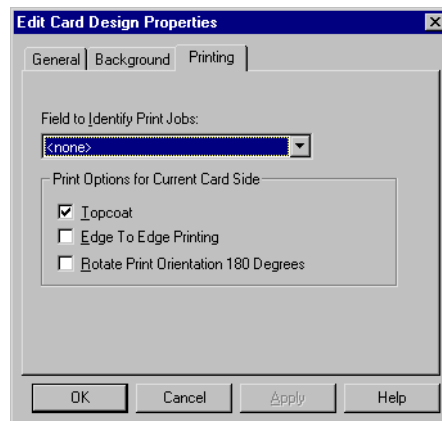 Edit Card Design Properties
General Background Printing
Field to Identify Print Jobs:
<none>
Print Options for Current Card Side
Topcoat
Edge To Edge Printing
Rotate Print Orientation 180 Degrees
OK Cancel Apply Help